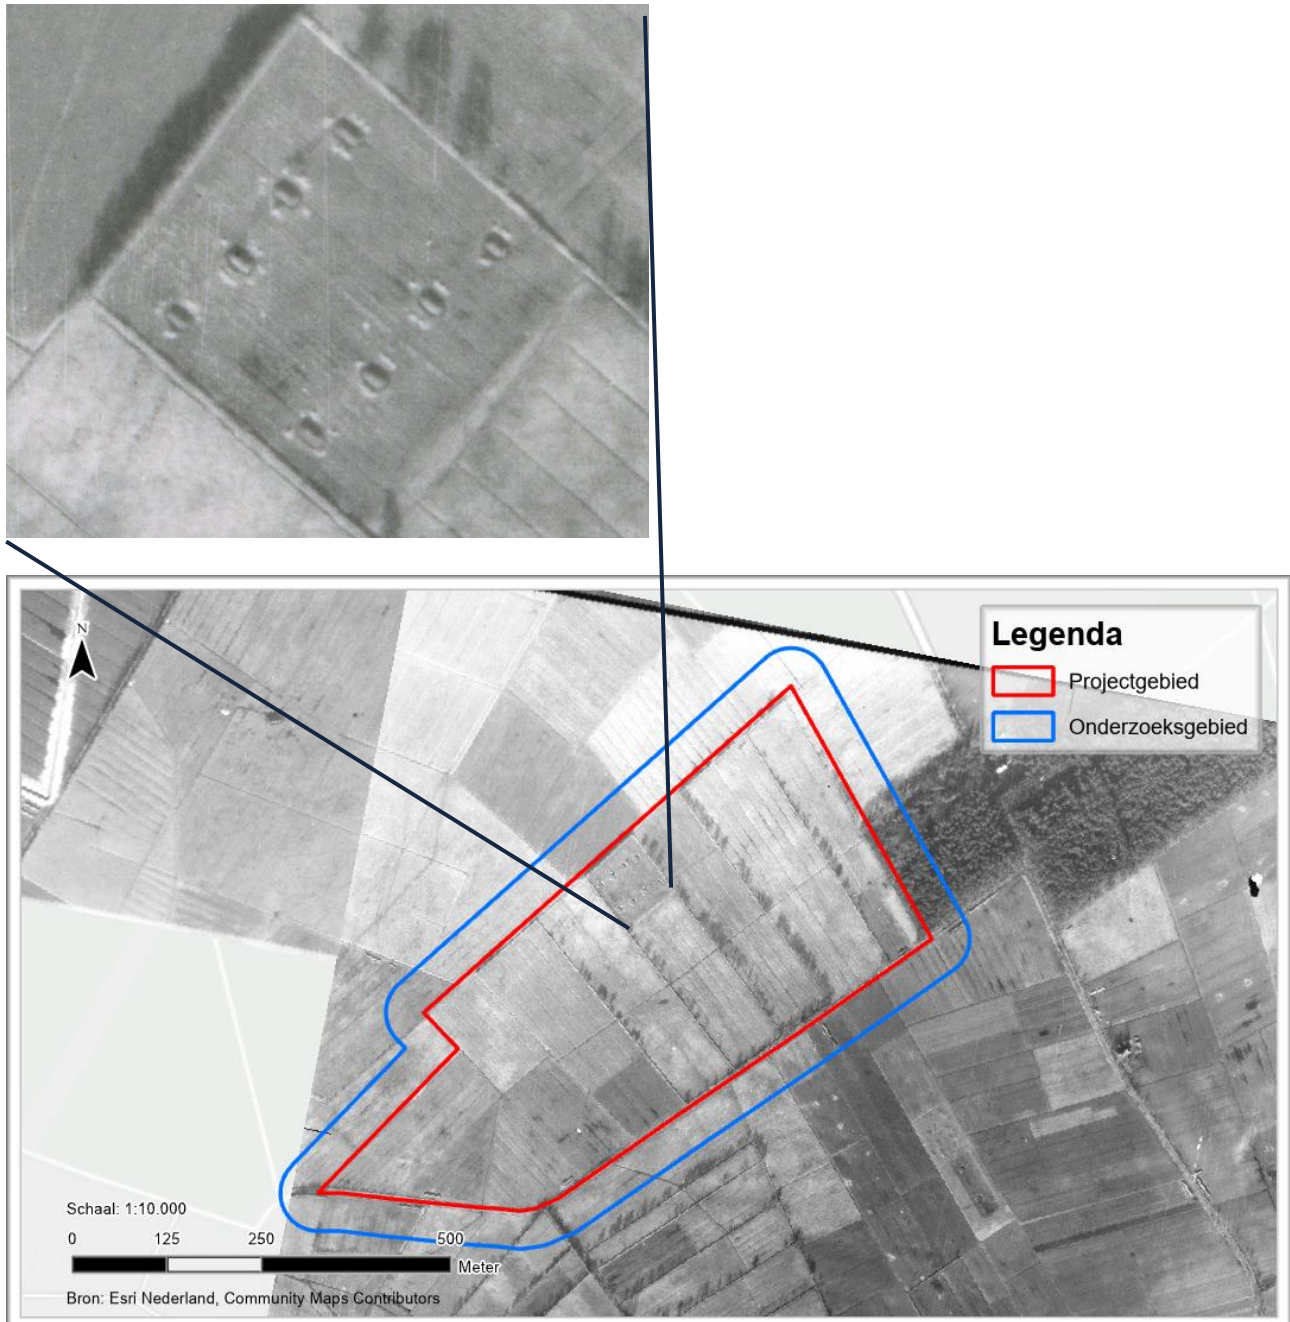 N
Legenda
Projectgebied
Onderzoeksgebied
Schaal: 1:10.000
0 125 250 500
Meter
Bron: Esri Nederland, Community Maps Contributors